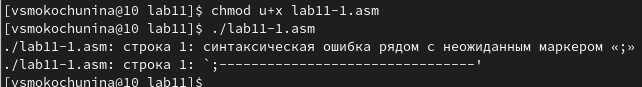 [vsmokochunina@10 lab11]$ chmod u+x lab11-1.asm
[vsmokochunina@10 lab11]$ ./lab11-1.asm
./lab11-1.asm: строка 1: синтаксическая ошибка рядом с неожиданным маркером «;»
./lab11-1.asm: строка 1: `;--------------------------------'
[vsmokochunina@10 lab11]$